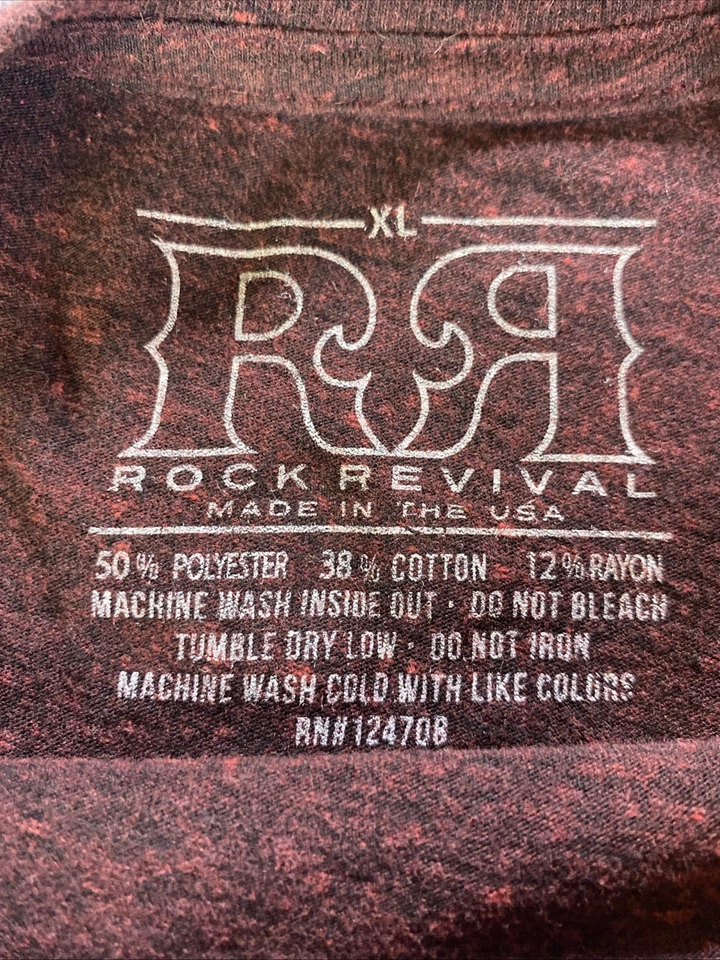 XL
RR
ROCK REVIVAL
MADE IN THE USA
50% POLYESTER 38% COTTON 12% RAYON
MACHINE WASH INSIDE OUT · DO NOT BLEACH
TUMBLE DRY LOW · DO NOT IRON
MACHINE WASH COLD WITH LIKE COLORS
RN#124708